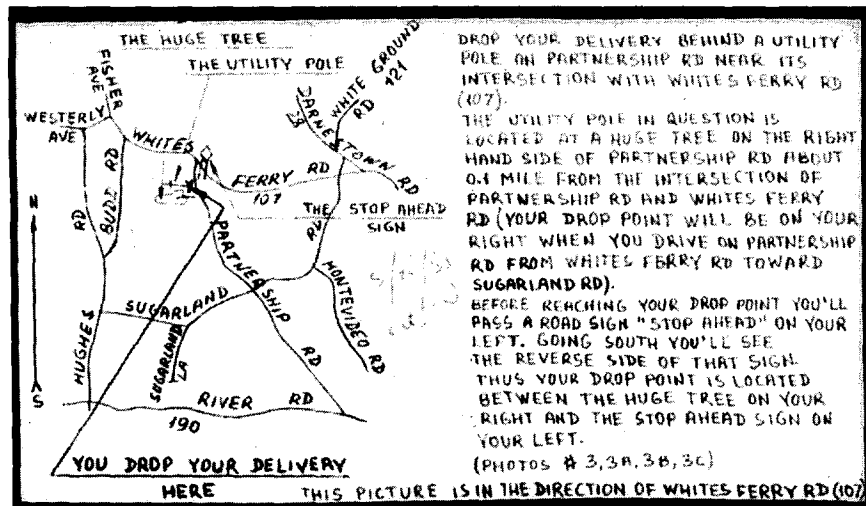 THE HUGE TREE
THE UTILITY POLE
FISHER AVE
WESTERLY AVE
WHITES FERRY RD
107
WHITE GROUND RD
121
DARNESTOWN RD
28
THE STOP AHEAD SIGN
BUDD RD
HUGHES RD
PARTNERSHIP RD
SUGARLAND RD
SUGARLAND LA
MONTEVIDEO RD
RIVER RD
190
N
S
YOU DROP YOUR DELIVERY
HERE
DROP YOUR DELIVERY BEHIND A UTILITY
POLE ON PARTNERSHIP RD NEAR ITS
INTERSECTION WITH WHITES FERRY RD
(107).
THE UTILITY POLE IN QUESTION IS
LOCATED AT A HUGE TREE ON THE RIGHT
HAND SIDE OF PARTNERSHIP RD ABOUT
0.1 MILE FROM THE INTERSECTION OF
PARTNERSHIP RD AND WHITES FERRY
RD (YOUR DROP POINT WILL BE ON YOUR
RIGHT WHEN YOU DRIVE ON PARTNERSHIP
RD FROM WHITES FERRY RD TOWARD
SUGARLAND RD).
BEFORE REACHING YOUR DROP POINT YOU'LL
PASS A ROAD SIGN "STOP AHEAD" ON YOUR
LEFT. GOING SOUTH YOU'LL SEE
THE REVERSE SIDE OF THAT SIGN.
THUS YOUR DROP POINT IS LOCATED
BETWEEN THE HUGE TREE ON YOUR
RIGHT AND THE STOP AHEAD SIGN ON
YOUR LEFT.
(PHOTOS # 3, 3A, 3B, 3C)
THIS PICTURE IS IN THE DIRECTION OF WHITES FERRY RD (107)